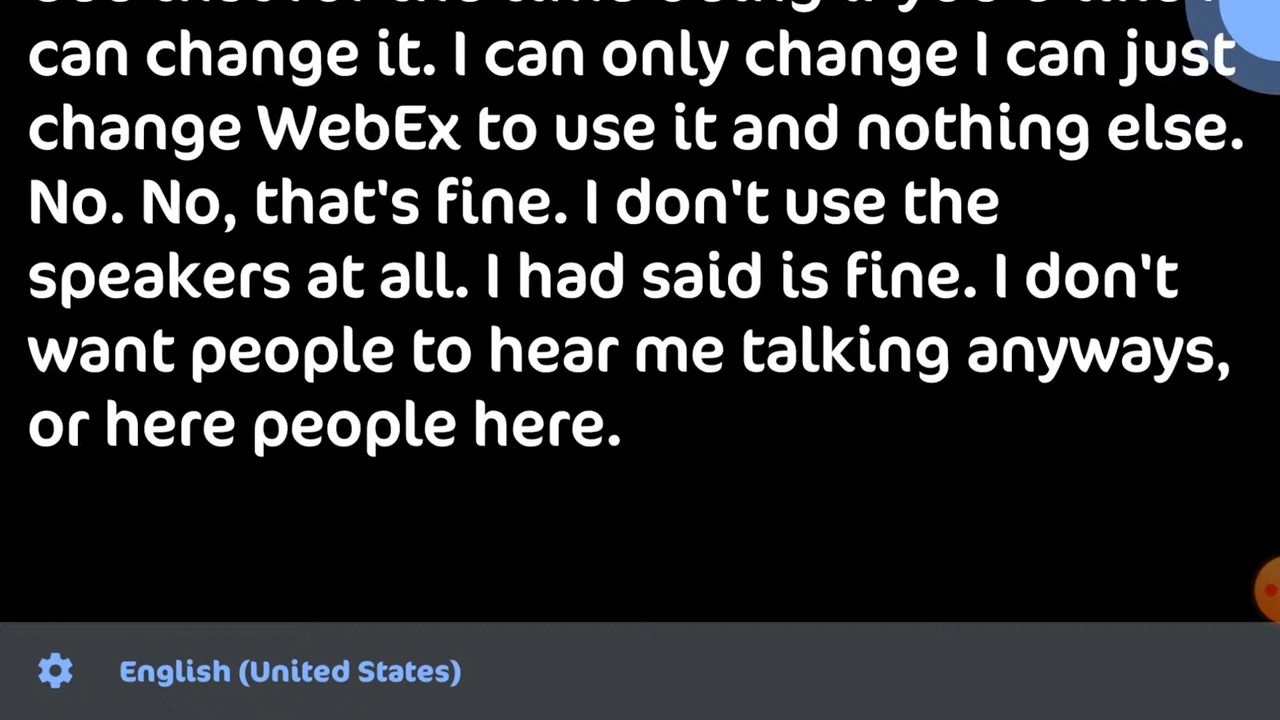 can change it. I can only change I can just
change WebEx to use it and nothing else.
No. No, that's fine. I don't use the
speakers at all. I had said is fine. I don't
want people to hear me talking anyways,
or here people here.
English (United States)